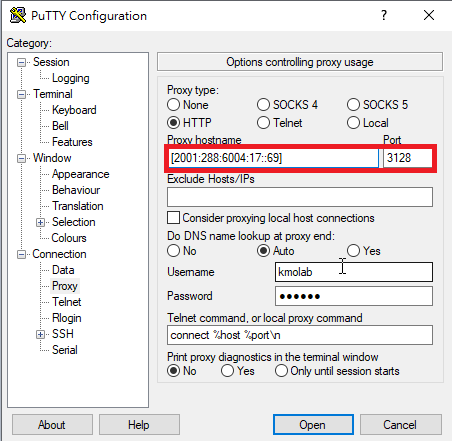 PuTTY Configuration
?
Category:
Session
Logging
Terminal
Keyboard
Bell
Features
Window
Appearance
Behaviour
Translation
Selection
Colours
Connection
Data
Proxy
Telnet
Rlogin
SSH
Serial
Options controlling proxy usage
Proxy type:
None SOCKS 4 SOCKS 5
HTTP Telnet Local
Proxy hostname Port
[2001:288:6004:17::69] 3128
Exclude Hosts/IPs
Consider proxying local host connections
Do DNS name lookup at proxy end:
No Auto Yes
Username kmolab
Password ●●●●●●
Telnet command, or local proxy command
connect %host %port\n
Print proxy diagnostics in the terminal window
No Yes Only until session starts
About Help Open Cancel